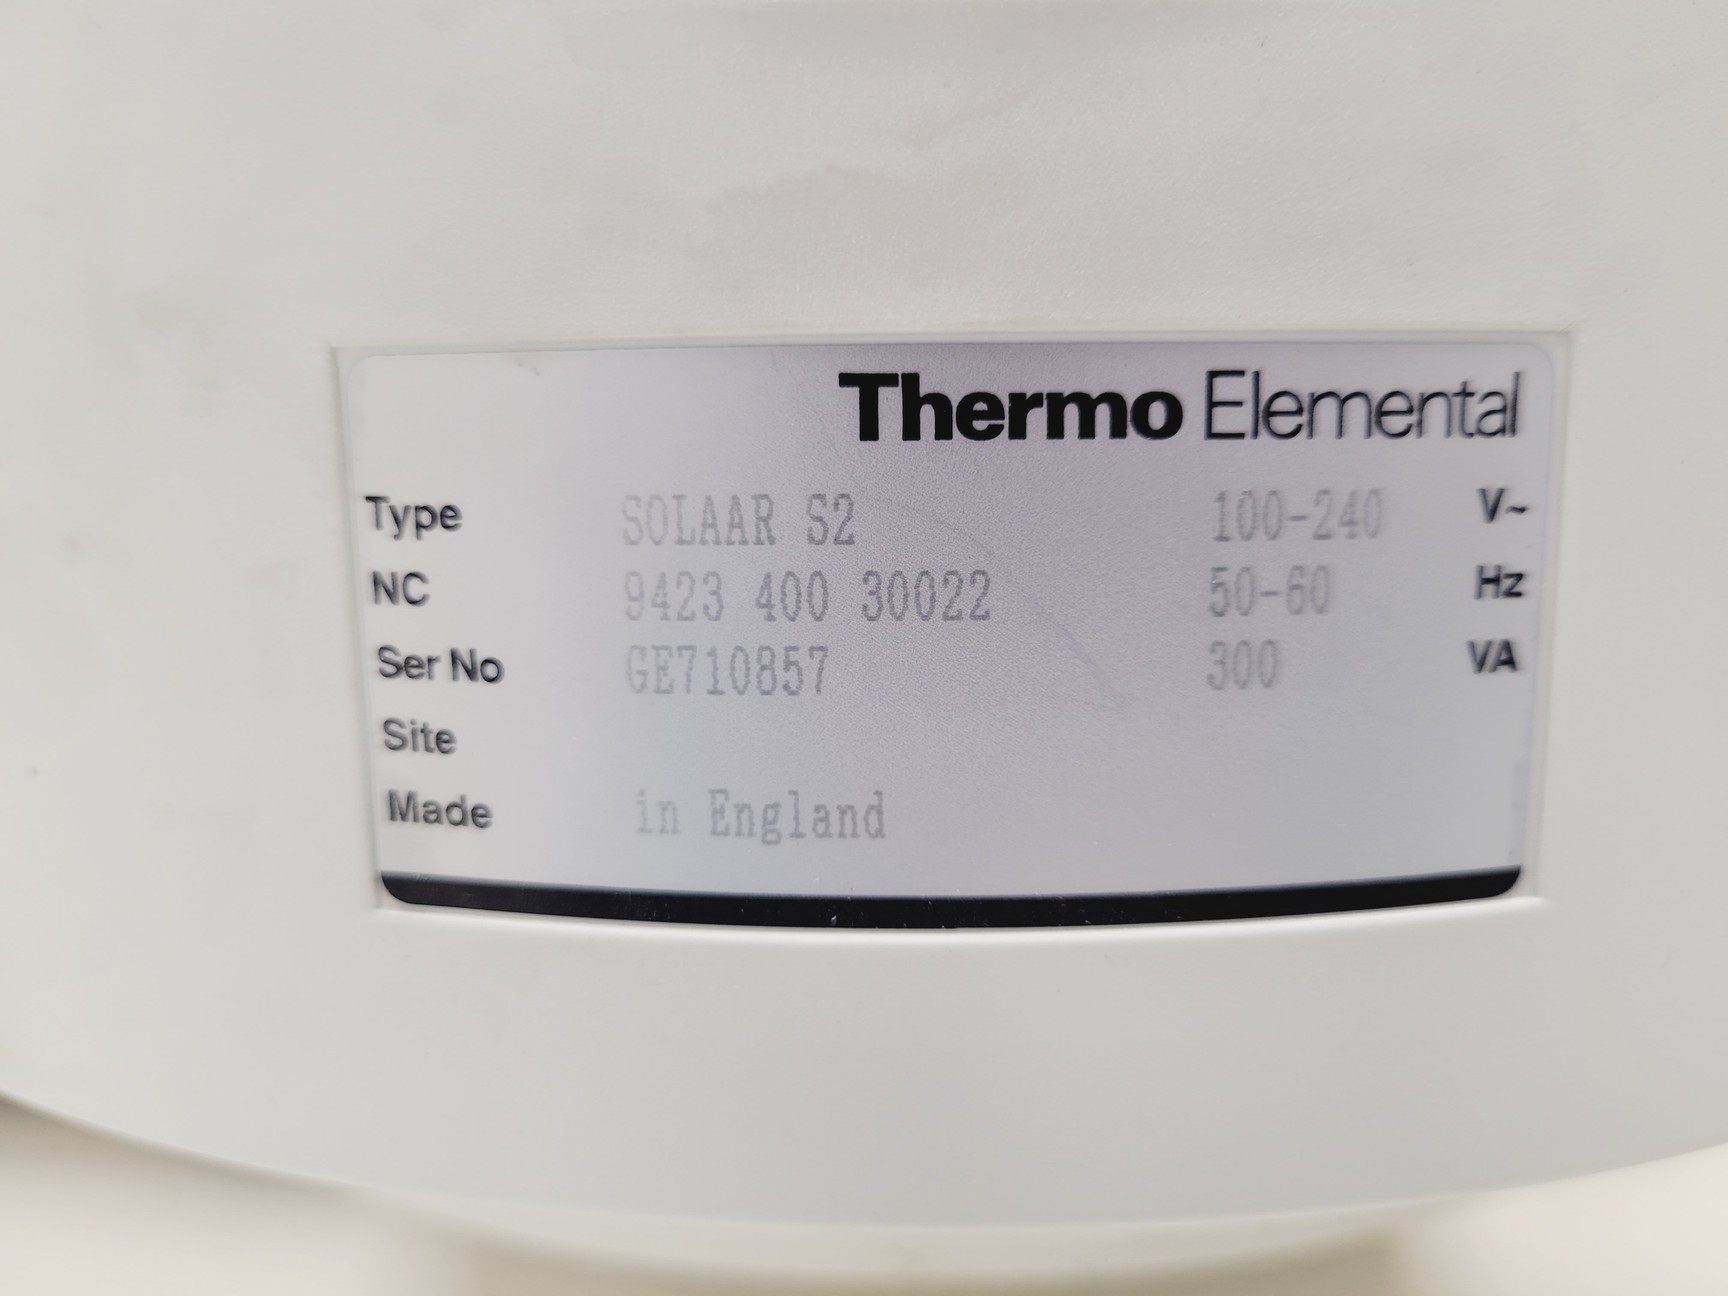 Thermo Elemental
Type SOLAAR S2 100-240 V~
NC 9423 400 30022 50-60 Hz
Ser No GE710857 300 VA
Site
Made in England